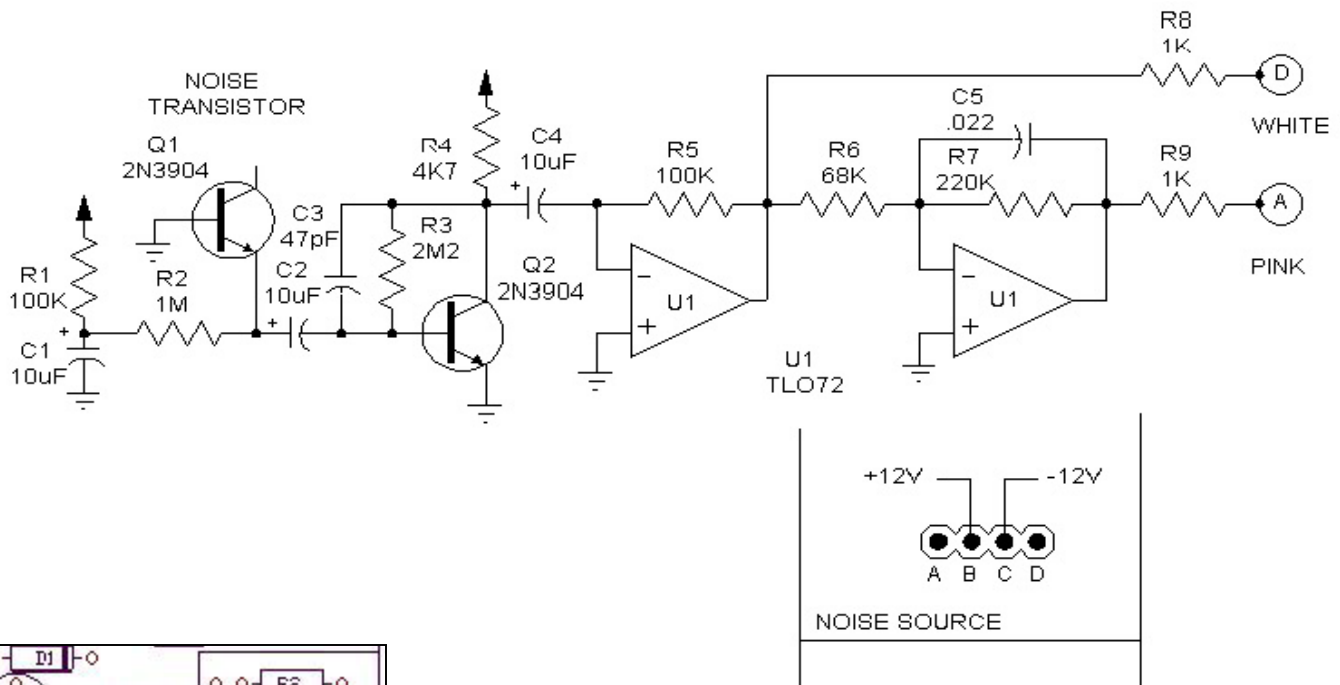 R8
1K
D
WHITE
NOISE
TRANSISTOR
Q1
2N3904
R4
4K7
C4
10uF
R5
100K
R6
68K
C5
.022
R7
220K
R9
1K
A
PINK
R1
100K
+
C1
10uF
R2
1M
C3
47pF
C2
10uF
+
R3
2M2
Q2
2N3904
+
−
U1
+
−
U1
+
U1
TLO72
+12V
-12V
A B C D
NOISE SOURCE
D1